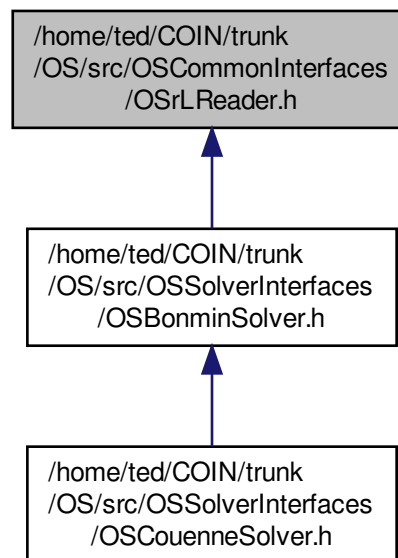 /home/ted/COIN/trunk
/OS/src/OSCommonInterfaces
/OSrLReader.h
/home/ted/COIN/trunk
/OS/src/OSSolverInterfaces
/OSBonminSolver.h
/home/ted/COIN/trunk
/OS/src/OSSolverInterfaces
/OSCouenneSolver.h